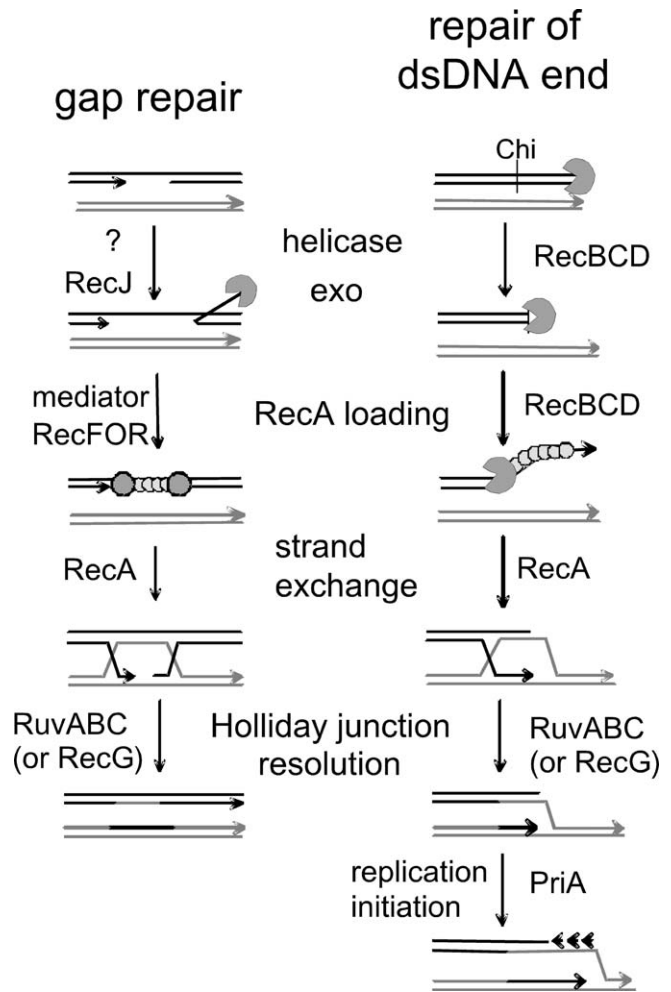 gap repair
repair of
dsDNA end
Chi
?
RecJ
helicase
exo
RecBCD
mediator
RecFOR
RecA loading
RecBCD
RecA
strand
exchange
RecA
RuvABC
(or RecG)
Holliday junction
resolution
RuvABC
(or RecG)
replication
initiation
PriA